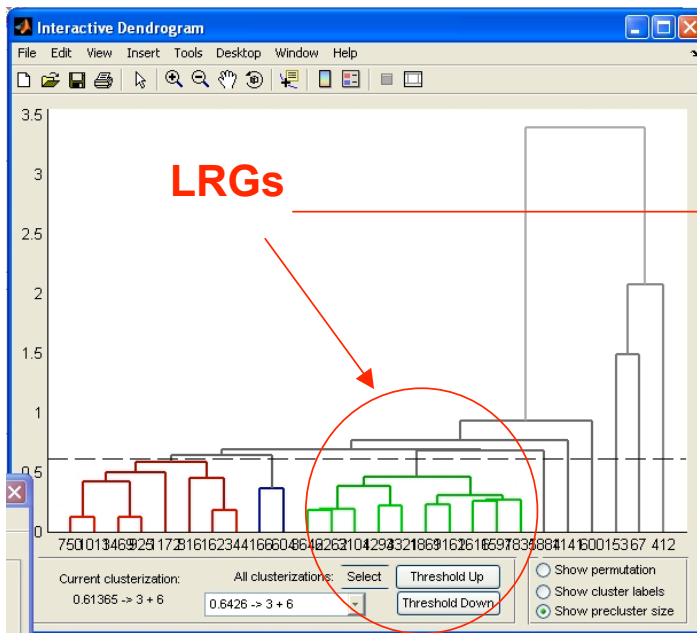 Interactive Dendrogram
File Edit View Insert Tools Desktop Window Help
3.5
3
2.5
2
1.5
1
0.5
0
LRGs
153 67 412
Current clusterization:
0.61365 -> 3 + 6
All clusterizations:
Select
0.6426 -> 3 + 6
Threshold Up
Threshold Down
Show permutation
Show cluster labels
Show precluster size